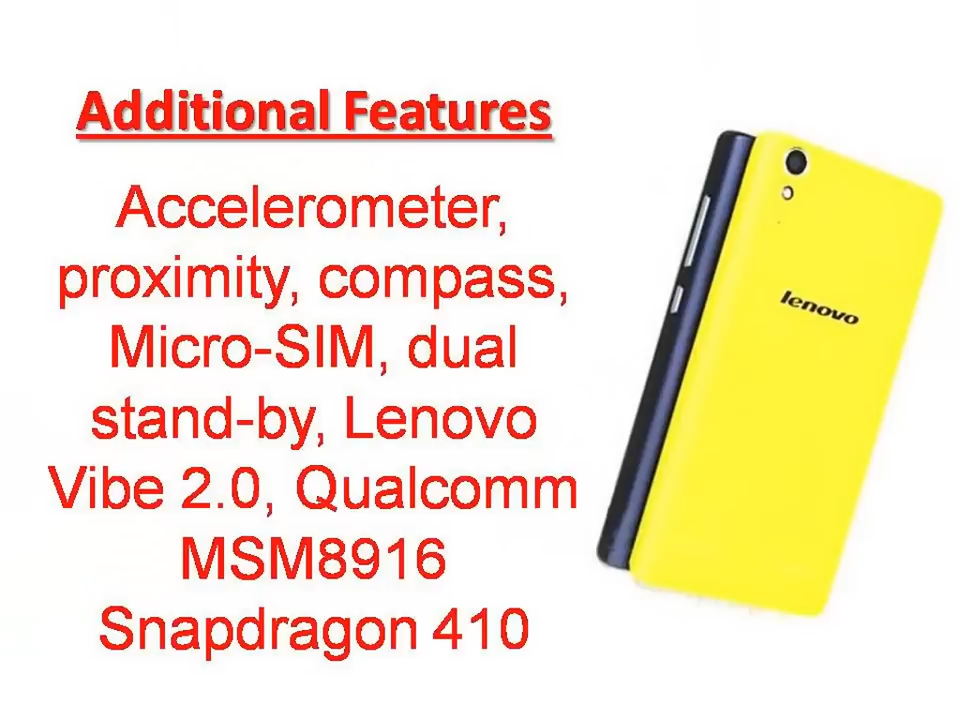 Additional Features
Accelerometer,
proximity, compass,
Micro-SIM, dual
stand-by, Lenovo
Vibe 2.0, Qualcomm
MSM8916
Snapdragon 410
lenovo